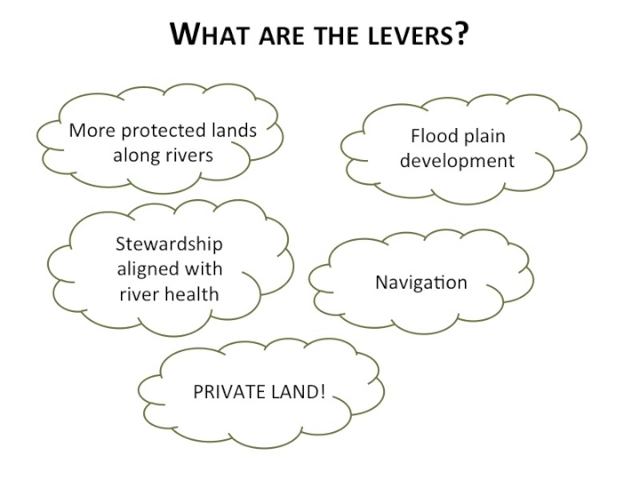 WHAT ARE THE LEVERS?
More protected lands
along rivers
Flood plain
development
Stewardship
aligned with
river health
Navigation
PRIVATE LAND!